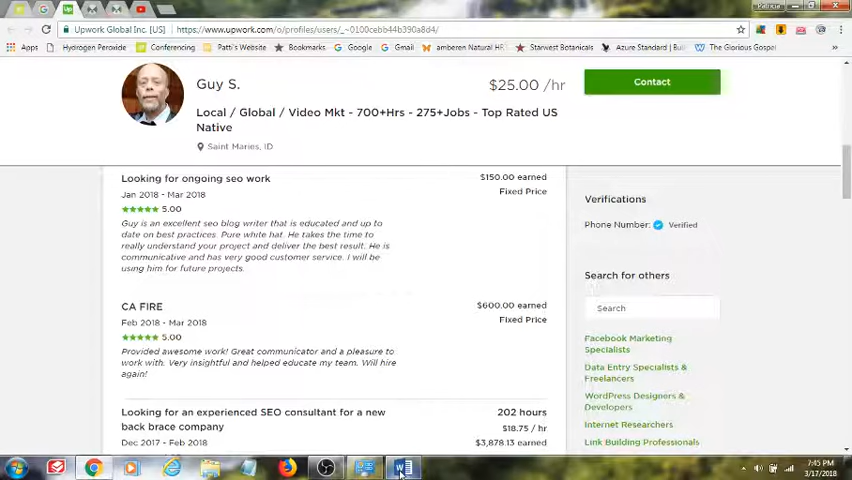 Patricia
Upwork Global Inc. [US] | https://www.upwork.com/o/profiles/users/_~0100cebb44b390a8d4/
Apps Hydrogen Peroxide Conferencing Patti's Website Bookmarks Google Gmail amberen Natural HR Starwest Botanicals Azure Standard | Bul The Glorious Gospel
Guy S.
$25.00 /hr
Contact
Local / Global / Video Mkt - 700+Hrs - 275+Jobs - Top Rated US
Native
Saint Maries, ID
Looking for ongoing seo work
$150.00 earned
Jan 2018 - Mar 2018
Fixed Price
5.00
Guy is an excellent seo blog writer that is educated and up to
date on best practices. Pure white hat. He takes the time to
really understand your project and deliver the best result. He is
communicative and has very good customer service. I will be
using him for future projects.
CA FIRE
$600.00 earned
Feb 2018 - Mar 2018
Fixed Price
5.00
Provided awesome work! Great communicator and a pleasure to
work with. Very insightful and helped educate my team. Will hire
again!
Looking for an experienced SEO consultant for a new
back brace company
202 hours
$18.75 / hr
Dec 2017 - Feb 2018
$3,878.13 earned
Verifications
Phone Number: Verified
Search for others
Search
Facebook Marketing
Specialists
Data Entry Specialists &
Freelancers
WordPress Designers &
Developers
Internet Researchers
Link Building Professionals
7:45 PM
3/17/2018